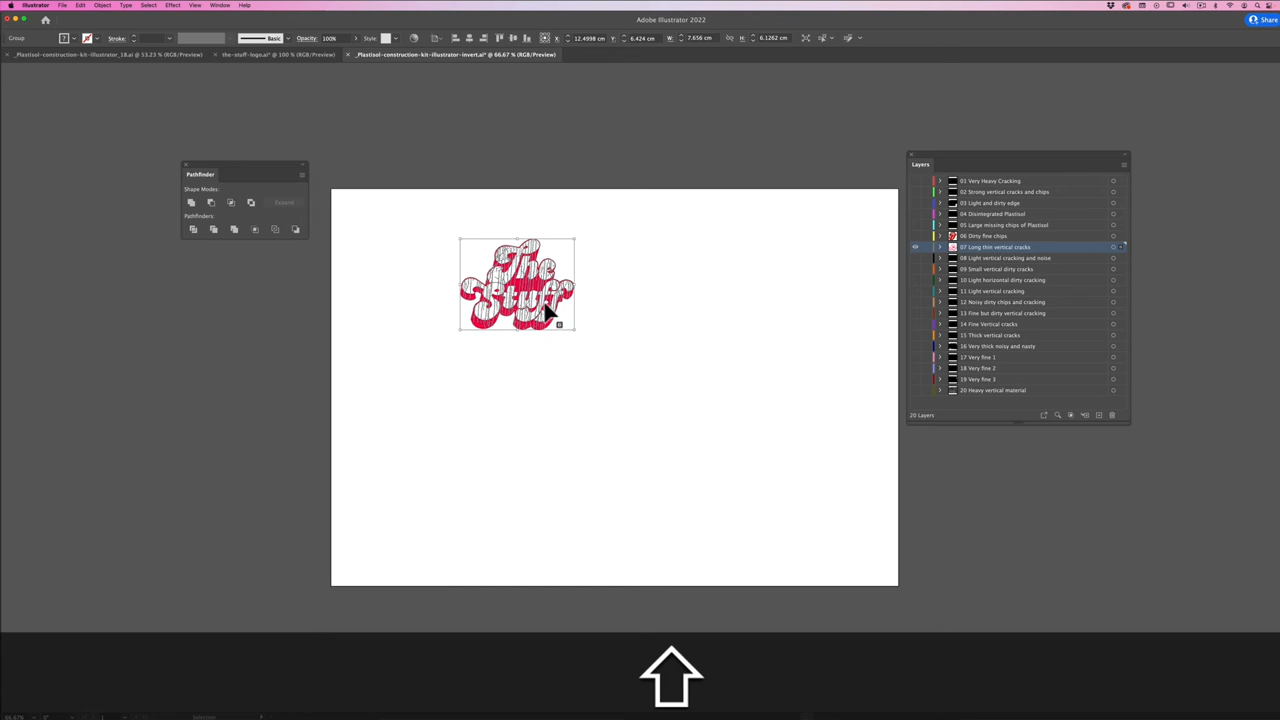 Illustrator File Edit Object Type Select Effect View Window Help
Adobe Illustrator 2022
Share
Group Stroke: Basic Opacity: 100% Style: X: 12.4998 cm Y: 6.424 cm W: 7.656 cm H: 6.1262 cm
_Plastisol-construction-kit-illustrator_18.ai @ 53.23 % (RGB/Preview) the-stuff-logo.ai* @ 100 % (RGB/Preview) _Plastisol-construction-kit-illustrator-invert.ai* @ 66.67 % (RGB/Preview)
Pathfinder
Shape Modes:
Expand
Pathfinders:
The
Stuff
Layers
01 Very Heavy Cracking
02 Strong vertical cracks and chips
03 Light and dirty edge
04 Disintegrated Plastisol
05 Large missing chips of Plastisol
06 Dirty fine chips
07 Long thin vertical cracks
08 Light vertical cracking and noise
09 Small vertical dirty cracks
10 Light horizontal dirty cracking
11 Light vertical cracking
12 Noisy dirty chips and cracking
13 Fine but dirty vertical cracking
14 Fine Vertical cracks
15 Thick vertical cracks
16 Very thick noisy and nasty
17 Very fine 1
18 Very fine 2
19 Very fine 3
20 Heavy vertical material
20 Layers
66.67% 0° 1 Selection